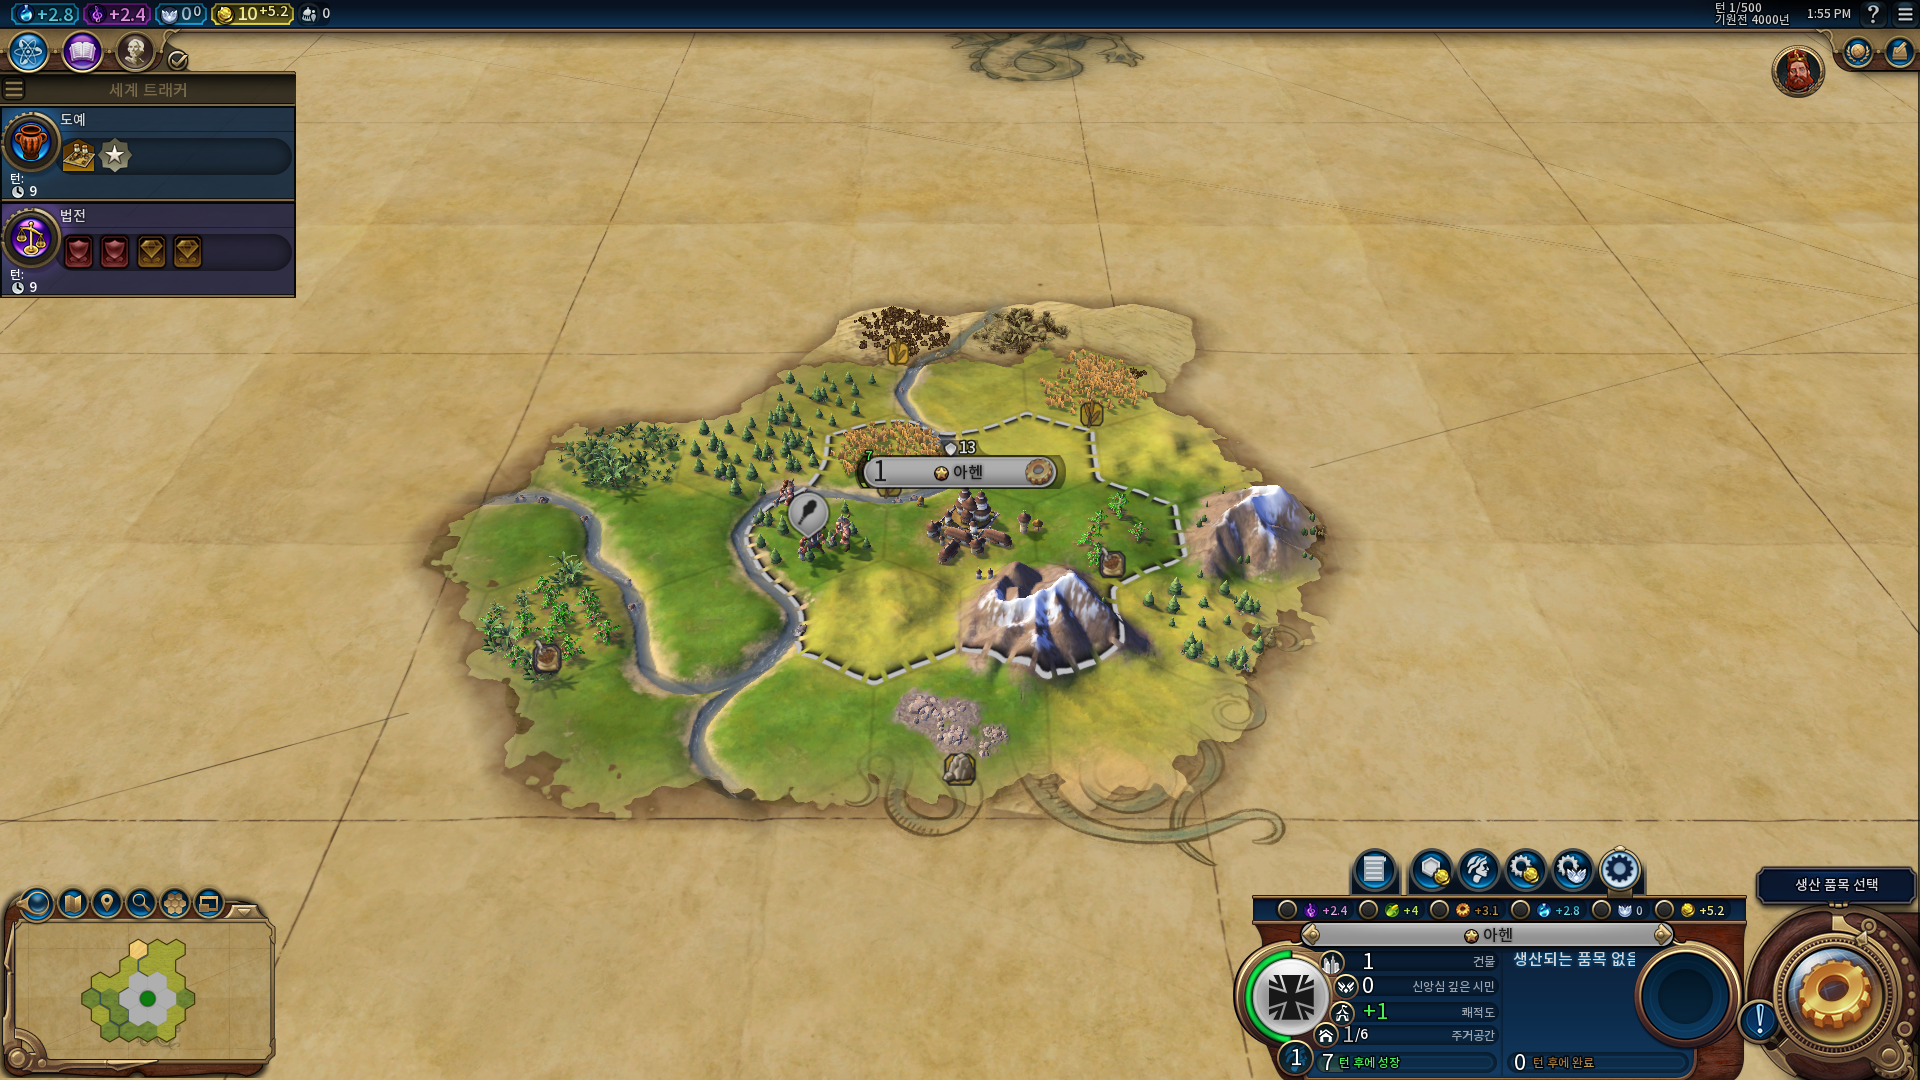 +2.8 +2.4 0 0 10 +5.2 0
턴 1/500
기원전 4000년
1:55 PM ?
세계 트래커
도예
턴:
9
법전
턴:
9
13
7
1 아헨
생산 품목 선택
+2.4 +4 +3.1 +2.8 0 +5.2
아헨
1 건물
0 신앙심 깊은 시민
+1 쾌적도
1/6 주거공간
1 7 턴 후에 성장
생산되는 품목 없음
0 턴 후에 완료